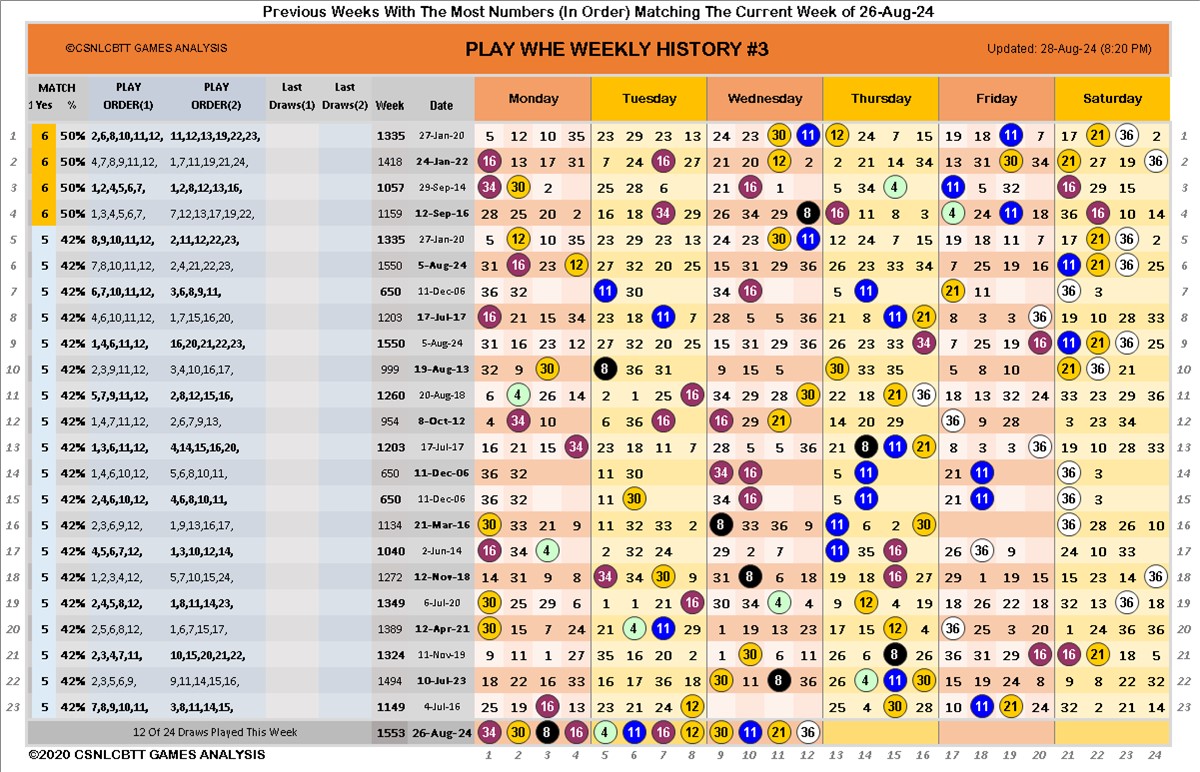 Previous Weeks With The Most Numbers (In Order) Matching The Current Week of 26-Aug-24
©CSNLCBTT GAMES ANALYSIS PLAY WHE WEEKLY HISTORY #3 Updated: 28-Aug-24 (8:20 PM)
MATCH PLAY PLAY Last Last
1 Yes % ORDER(1) ORDER(2) Draws(1) Draws(2) Week Date Monday Tuesday Wednesday Thursday Friday Saturday
1 6 50% 2,6,8,10,11,12, 11,12,13,19,22,23, 1335 27-Jan-20 5 12 10 35 23 29 23 13 24 23 30 11 12 24 7 15 19 18 11 7 17 21 36 2 1
2 6 50% 4,7,8,9,11,12, 1,7,11,19,21,24, 1418 24-Jan-22 16 13 17 31 7 24 16 27 21 20 12 2 2 21 14 34 13 31 30 34 21 27 19 36 2
3 6 50% 1,2,4,5,6,7, 1,2,8,12,13,16, 1057 29-Sep-14 34 30 2 25 28 6 21 16 1 5 34 4 11 5 32 16 29 15 3
4 6 50% 1,3,4,5,6,7, 7,12,13,17,19,22, 1159 12-Sep-16 28 25 20 2 16 18 34 29 26 34 29 8 16 11 8 3 4 24 11 18 36 16 10 14 4
5 5 42% 8,9,10,11,12, 2,11,12,22,23, 1335 27-Jan-20 5 12 10 35 23 29 23 13 24 23 30 11 12 24 7 15 19 18 11 7 17 21 36 2 5
6 5 42% 7,8,10,11,12, 2,4,21,22,23, 1550 5-Aug-24 31 16 23 12 27 32 20 25 15 31 29 36 26 23 33 34 25 19 16 11 21 36 25 6
7 5 42% 6,7,10,11,12, 3,6,8,9,11, 650 11-Dec-06 36 32 11 30 34 16 5 11 21 11 36 3 7
8 5 42% 4,6,10,11,12, 1,7,15,16,20, 1203 17-Jul-17 16 21 15 34 23 18 11 7 28 5 5 36 21 8 11 21 8 3 3 36 19 10 28 33 8
9 5 42% 1,4,6,11,12, 16,20,21,22,23, 1550 5-Aug-24 31 16 23 12 27 32 20 25 15 31 29 36 26 23 33 34 7 25 19 16 11 21 36 25 9
10 5 42% 2,3,9,11,12, 3,4,10,16,17, 999 19-Aug-13 32 9 30 8 36 31 9 15 5 30 33 35 5 8 10 21 36 21 10
11 5 42% 5,7,9,11,12, 2,8,12,15,16, 1260 20-Aug-18 6 4 26 14 2 1 25 16 34 29 28 30 22 18 21 36 18 13 32 24 33 23 29 36 11
12 5 42% 1,4,7,11,12, 2,6,7,9,13, 954 8-Oct-12 4 34 10 6 36 16 16 29 21 14 20 29 36 9 28 3 23 34 12
13 5 42% 1,3,6,11,12, 4,14,15,16,20, 1203 17-Jul-17 16 21 15 34 23 18 11 7 28 5 5 36 21 8 11 21 8 3 3 36 19 10 28 33 13
14 5 42% 1,4,6,10,12, 5,6,8,10,11, 650 11-Dec-06 36 32 11 30 34 16 5 11 21 11 36 3 14
15 5 42% 2,4,6,10,12, 4,6,8,10,11, 650 11-Dec-06 36 32 11 30 34 16 5 11 21 11 36 3 15
16 5 42% 2,3,6,9,12, 1,9,13,16,17, 1134 21-Mar-16 30 33 21 9 11 32 33 2 8 33 36 9 11 6 2 30 36 28 26 10 16
17 5 42% 4,5,6,7,12, 1,3,10,12,14, 1040 2-Jun-14 16 34 4 2 32 24 29 2 7 11 35 16 26 36 9 24 10 33 17
18 5 42% 1,2,3,4,12, 5,7,10,15,24, 1272 12-Nov-18 14 31 9 8 34 34 30 9 31 8 6 18 19 18 16 27 29 1 19 15 15 23 14 36 18
19 5 42% 2,4,5,8,12, 1,8,11,14,23, 1349 6-Jul-20 30 25 29 6 1 1 21 16 30 34 4 4 9 12 4 19 18 26 22 18 32 13 36 18 19
20 5 42% 2,5,6,8,12, 1,6,7,15,17, 12-Apr-21 30 15 7 24 21 4 11 29 1 19 13 23 17 15 12 4 36 25 3 20 1 24 36 36 20
21 5 42% 2,3,4,7,11, 10,15,20,21,22, 1324 11-Nov-19 9 11 1 27 35 16 20 2 1 30 6 11 26 6 8 26 36 31 29 16 16 21 18 5 21
22 5 42% 2,3,5,6,9, 9,11,14,15,16, 1494 10-Jul-23 18 22 16 33 16 17 36 18 30 11 8 36 26 4 11 30 15 19 24 8 9 8 22 32 22
23 5 42% 7,8,9,10,11, 3,8,11,14,15, 1149 4-Jul-16 25 19 16 13 23 21 24 12 25 4 30 28 10 11 21 24 32 2 21 14 23
12 Of 24 Draws Played This Week 1553 26-Aug-24 34 30 8 16 4 11 16 12 30 11 21 36
©2020 CSNLCBTT GAMES ANALYSIS 1 2 3 4 5 6 7 8 9 10 11 12 13 14 15 16 17 18 19 20 21 22 23 24